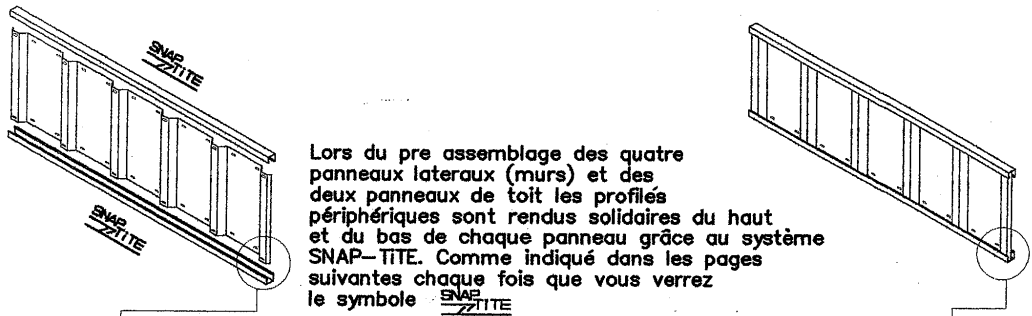 SNAP
TiTE
Lors du pre assemblage des quatre
panneaux lateraux (murs) et des
deux panneaux de toit les profilés
périphériques sont rendus solidaires du haut
et du bas de chaque panneau grâce au système
SNAP-TiTE. Comme indiqué dans les pages
suivantes chaque fois que vous verrez
le symbole SNAP
TiTE
SNAP
TiTE